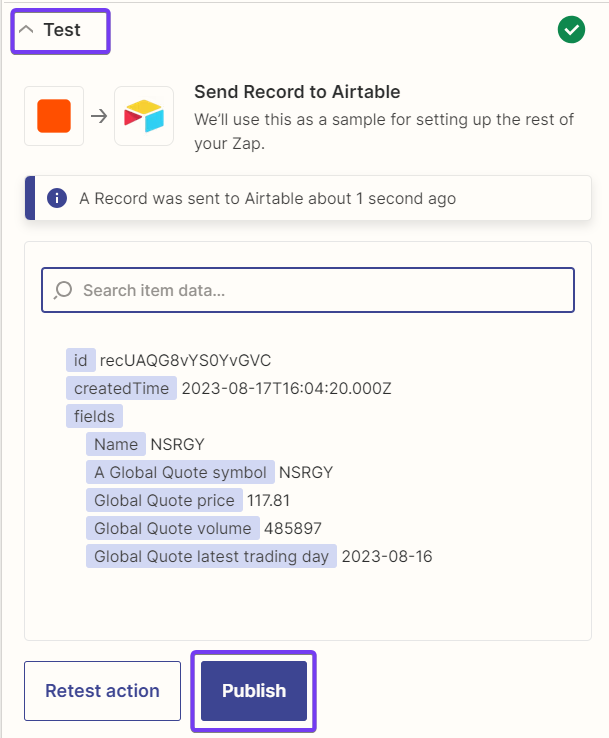 Test
Send Record to Airtable
We'll use this as a sample for setting up the rest of
your Zap.
A Record was sent to Airtable about 1 second ago
Search item data...
id recUAQG8vYS0YvGVC
createdTime 2023-08-17T16:04:20.000Z
fields
Name NSRGY
A Global Quote symbol NSRGY
Global Quote price 117.81
Global Quote volume 485897
Global Quote latest trading day 2023-08-16
Retest action Publish